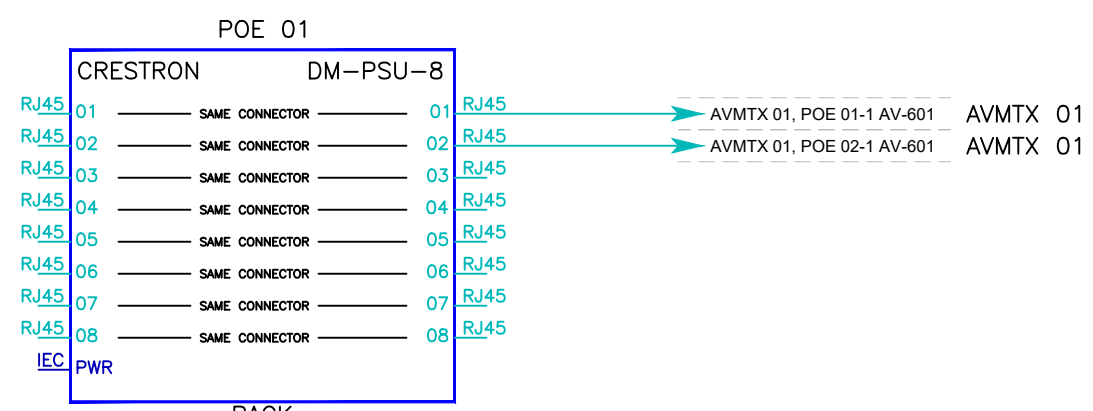 POE 01
CRESTRON DM-PSU-8
RJ45 01 SAME CONNECTOR 01 RJ45 AVMTX 01, POE 01-1 AV-601 AVMTX 01
RJ45 02 SAME CONNECTOR 02 RJ45 AVMTX 01, POE 02-1 AV-601 AVMTX 01
RJ45 03 SAME CONNECTOR 03 RJ45
RJ45 04 SAME CONNECTOR 04 RJ45
RJ45 05 SAME CONNECTOR 05 RJ45
RJ45 06 SAME CONNECTOR 06 RJ45
RJ45 07 SAME CONNECTOR 07 RJ45
RJ45 08 SAME CONNECTOR 08 RJ45
IEC PWR